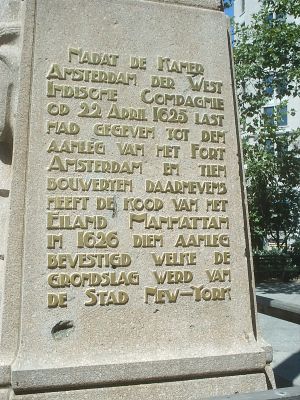 NADAT DE KAMER
AMSTERDAM DER WEST
INDISCHE COMPAGNIE
OP 22 APRIL 1625 LAST
HAD GEGEVEN TOT DEN
AANLEG VAN HET FORT
AMSTERDAM EN TIEN
BOUWERYEN DAARNEVENS
HEEFT DE KOOP VAN HET
EILAND MANHATTAN
IN 1626 DIEN AANLEG
BEVESTIGD WELKE DE
GRONDSLAG WERD VAN
DE STAD NEW-YORK